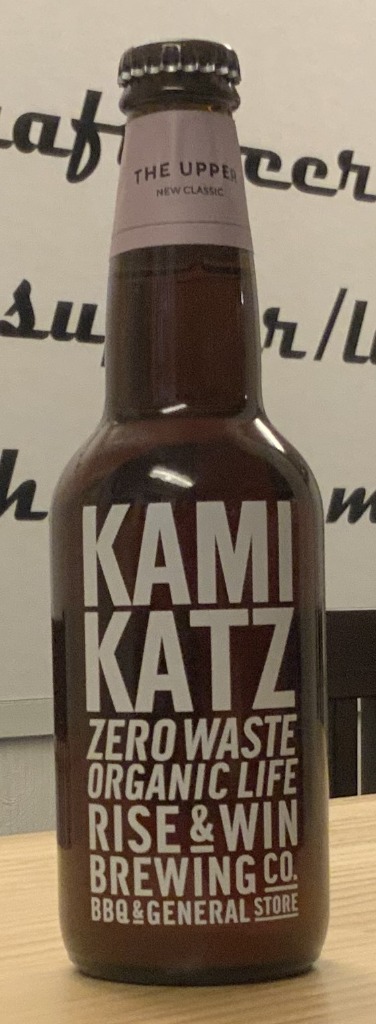 THE UPPER
NEW CLASSIC
KAMI
KATZ
ZERO WASTE
ORGANIC LIFE
RISE & WIN
BREWING CO.
BBQ & GENERAL STORE